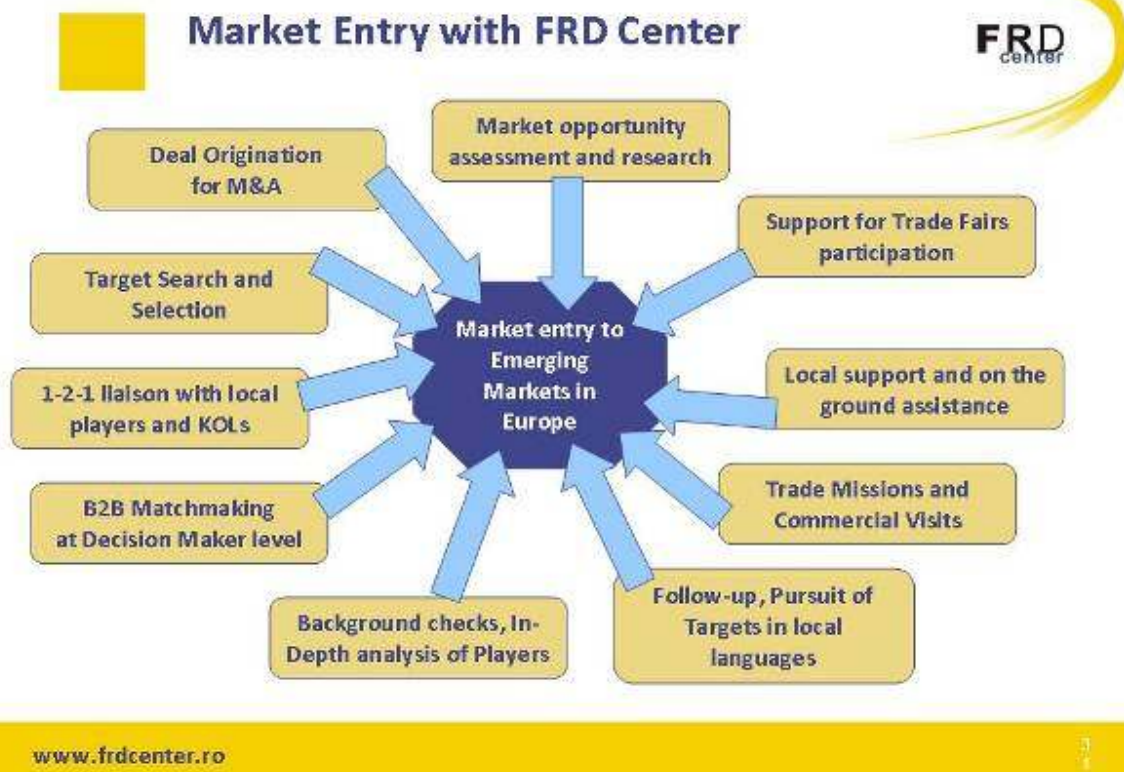 Market Entry with FRD Center
FRD
center
Market opportunity
assessment and research
Deal Origination
for M&A
Support for Trade Fairs
participation
Target Search and
Selection
Market entry to
Emerging
Markets in
Europe
Local support and on the
ground assistance
1-2-1 liaison with local
players and KOLs
Trade Missions and
Commercial Visits
B2B Matchmaking
at Decision Maker level
Follow-up, Pursuit of
Targets in local
languages
Background checks, In-
Depth analysis of Players
www.frdcenter.ro